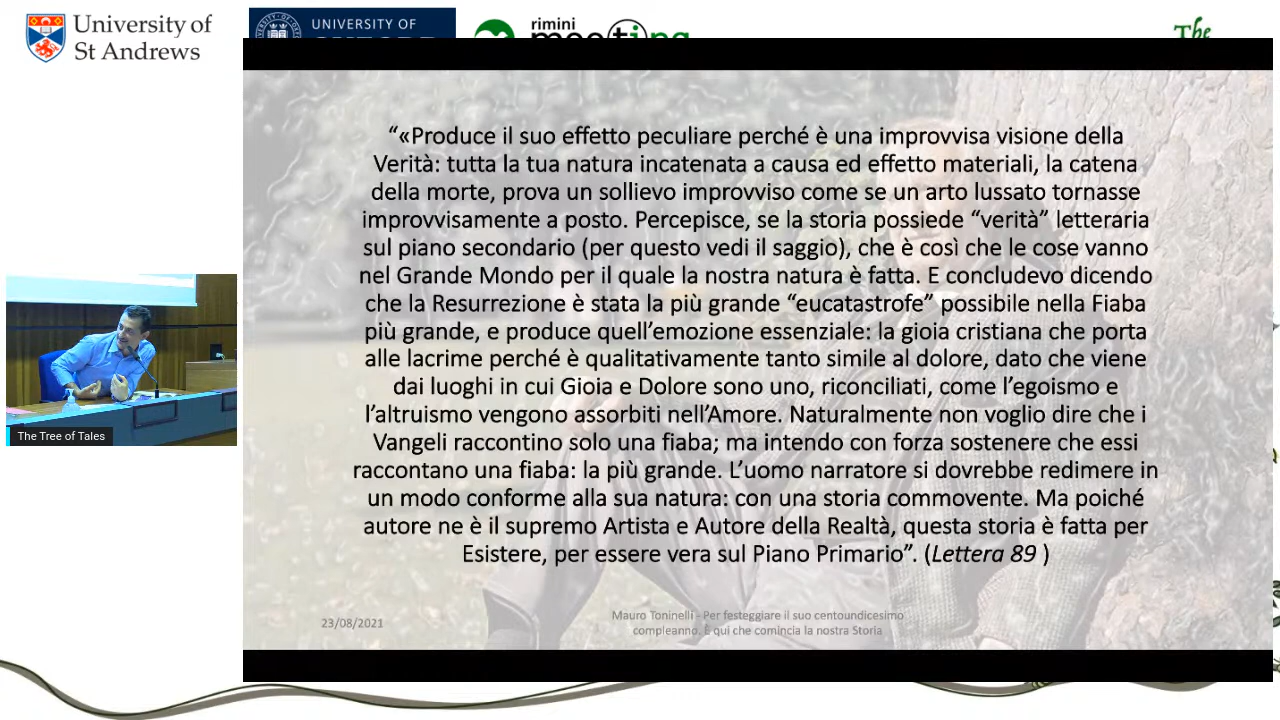 University of
St Andrews
UNIVERSITY OF
rimini
meeting
The
“«Produce il suo effetto peculiare perché è una improvvisa visione della
Verità: tutta la tua natura incatenata a causa ed effetto materiali, la catena
della morte, prova un sollievo improvviso come se un arto lussato tornasse
improvvisamente a posto. Percepisce, se la storia possiede “verità” letteraria
sul piano secondario (per questo vedi il saggio), che è così che le cose vanno
nel Grande Mondo per il quale la nostra natura è fatta. E concludevo dicendo
che la Resurrezione è stata la più grande “eucatastrofe” possibile nella Fiaba
più grande, e produce quell’emozione essenziale: la gioia cristiana che porta
alle lacrime perché è qualitativamente tanto simile al dolore, dato che viene
dai luoghi in cui Gioia e Dolore sono uno, riconciliati, come l’egoismo e
l’altruismo vengono assorbiti nell’Amore. Naturalmente non voglio dire che i
Vangeli raccontino solo una fiaba; ma intendo con forza sostenere che essi
raccontano una fiaba: la più grande. L’uomo narratore si dovrebbe redimere in
un modo conforme alla sua natura: con una storia commovente. Ma poiché
autore ne è il supremo Artista e Autore della Realtà, questa storia è fatta per
Esistere, per essere vera sul Piano Primario”. (Lettera 89 )
The Tree of Tales
23/08/2021
Mauro Toninelli - Per festeggiare il suo centoundicesimo
compleanno. È qui che comincia la nostra Storia